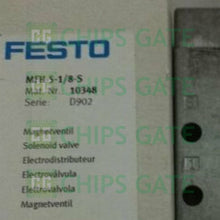 FESTO
MFH 5-1/8-S
Mat. Nr. 10348
Serie: D902
Magnetventil
Solenoid valve
Electrodistributeur
Electroválvula
Elettrovalvola
Magnetventil
CHIPS GATE